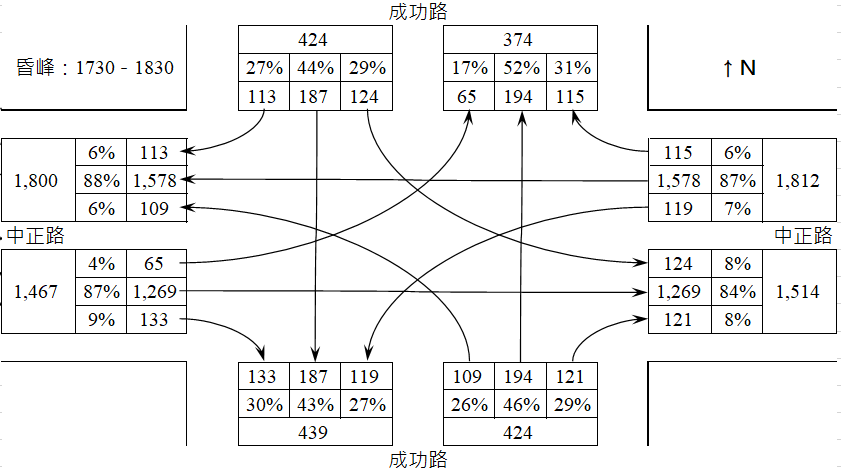 成功路
424 374
昏峰：1730－1830
27% 44% 29% 17% 52% 31%
↑N
113 187 124 65 194 115
6% 113 115 6%
1,800 88% 1,578 1,578 87% 1,812
6% 109 119 7%
中正路 中正路
4% 65 124 8%
1,467 87% 1,269 1,269 84% 1,514
9% 133 121 8%
133 187 119 109 194 121
30% 43% 27% 26% 46% 29%
439 424
成功路